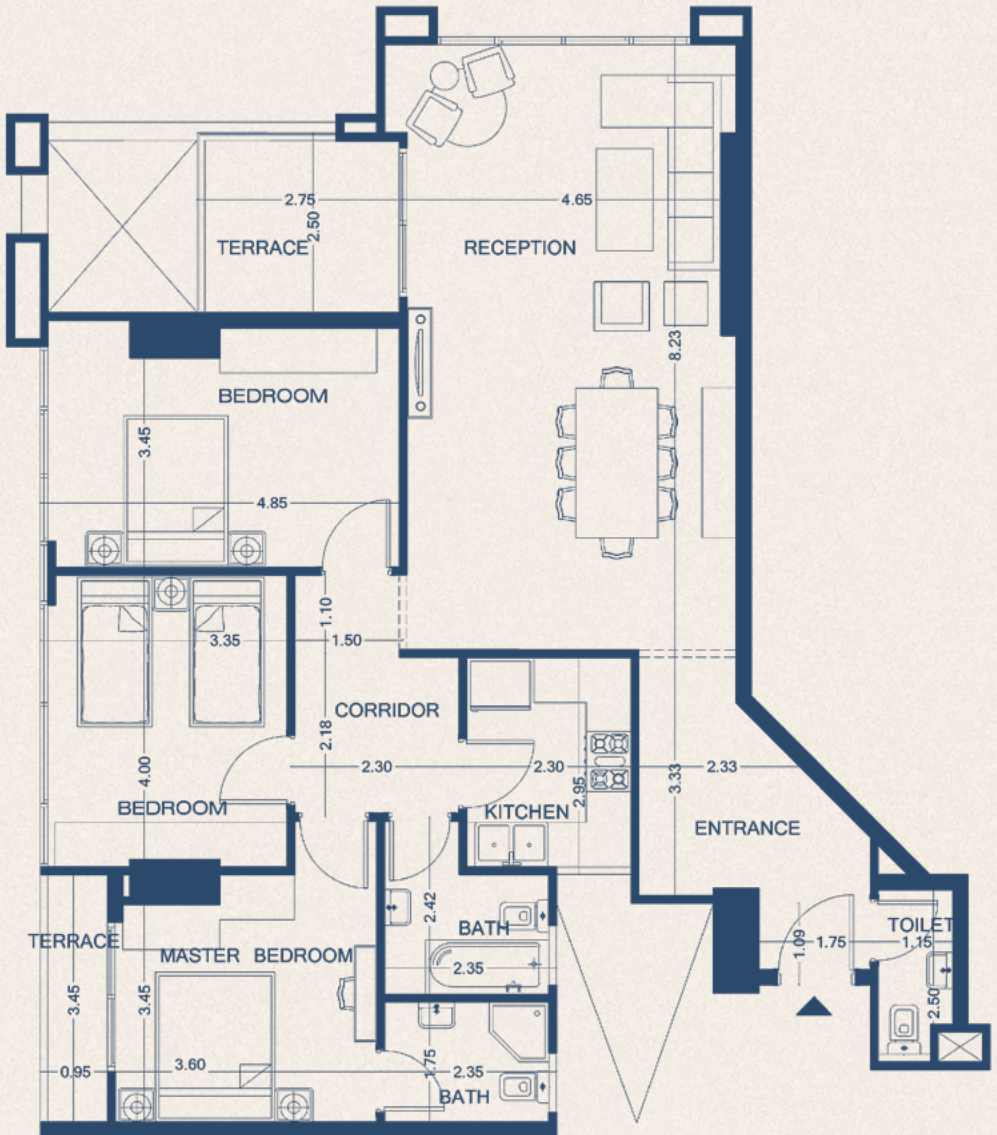 2.75
4.65
2.50
TERRACE
RECEPTION
8.23
BEDROOM
3.45
4.85
1.10
3.35
1.50
CORRIDOR
2.18
4.00
2.30
2.30
2.95
3.33
2.33
BEDROOM
KITCHEN
ENTRANCE
2.42
BATH
TOILET
TERRACE
MASTER BEDROOM
1.09
1.75
1.15
2.35
3.45
3.45
2.50
0.95
3.60
1.75
2.35
BATH